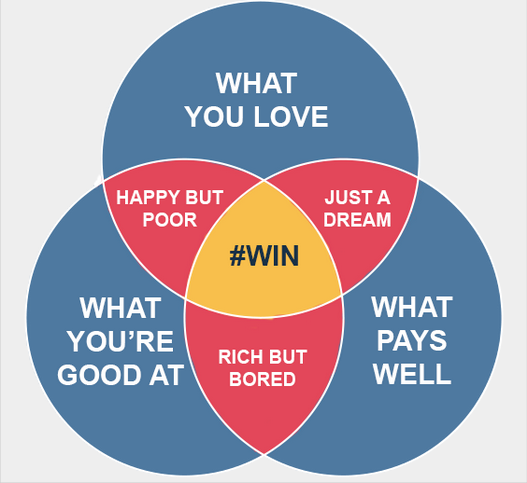 WHAT
YOU LOVE
HAPPY BUT
POOR
JUST A
DREAM
#WIN
WHAT
YOU’RE
GOOD AT
WHAT
PAYS
WELL
RICH BUT
BORED